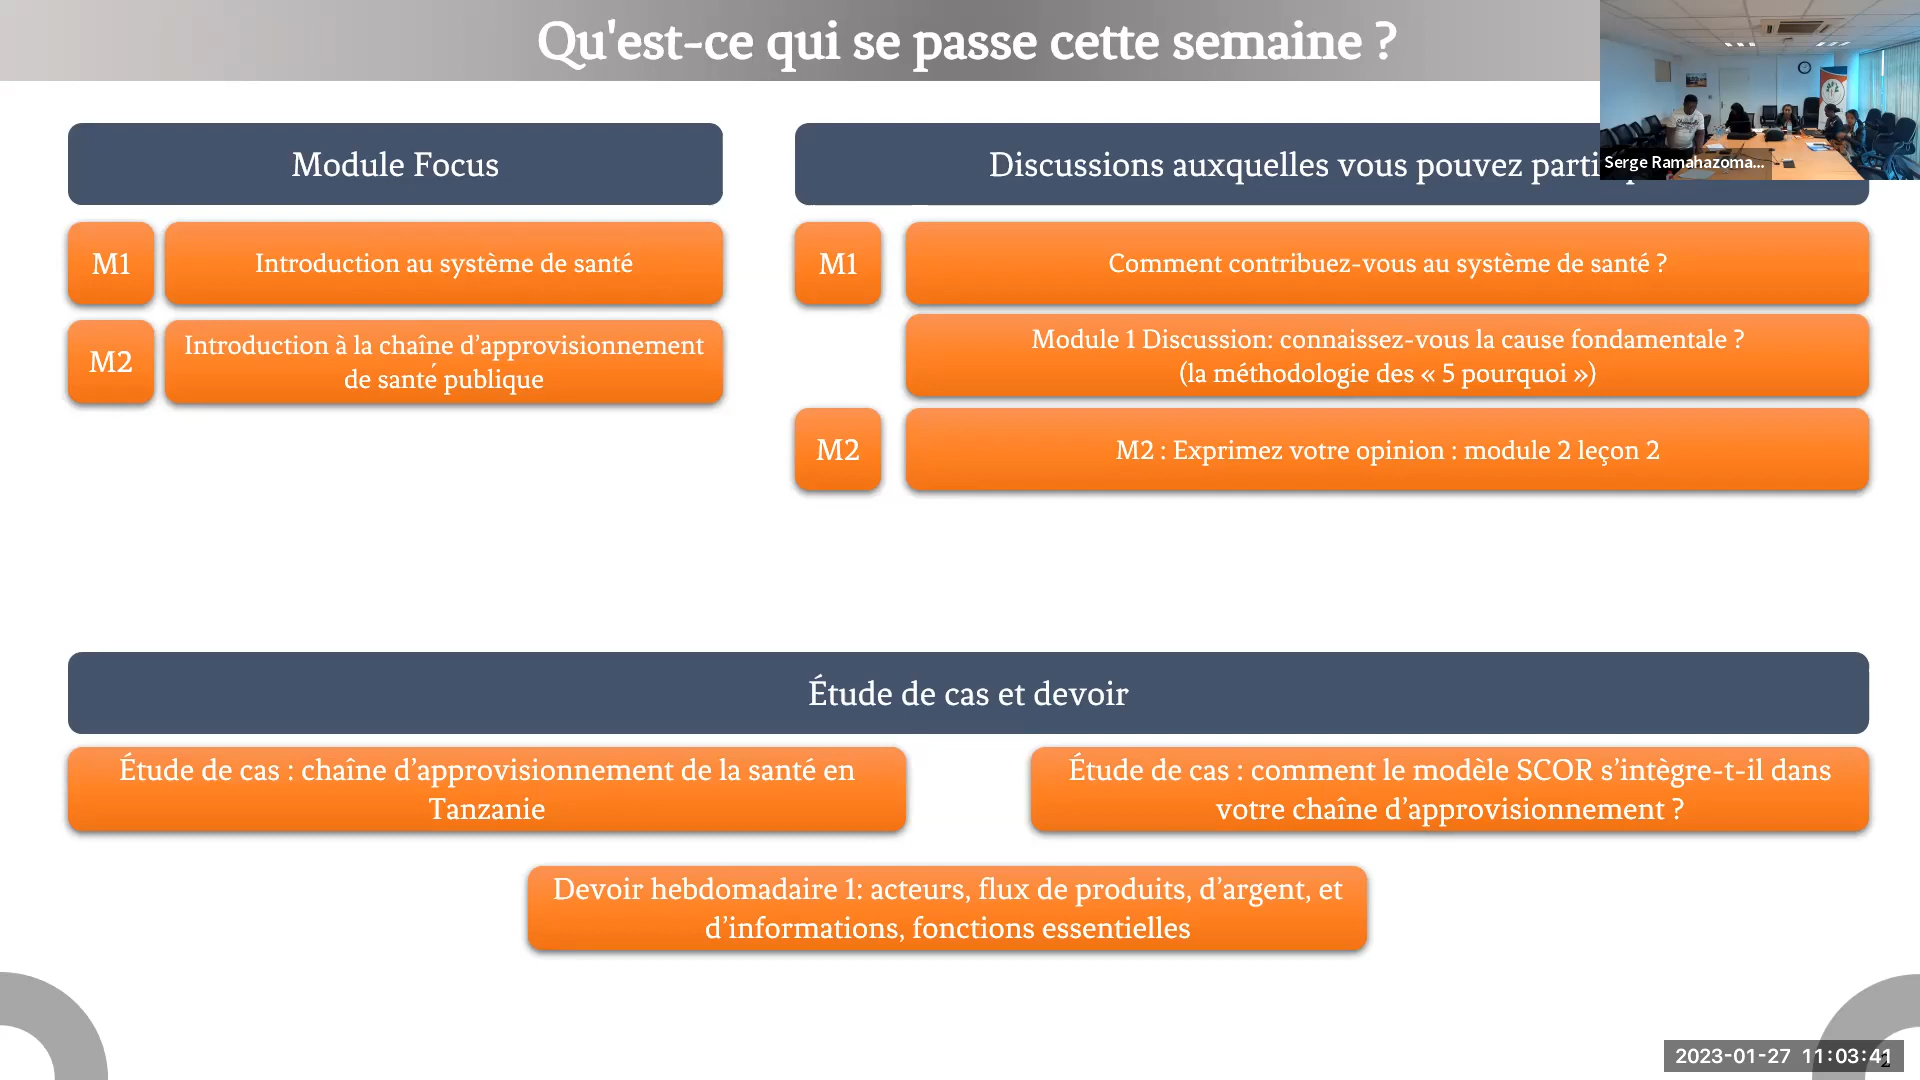 Qu'est-ce qui se passe cette semaine ?
Module Focus
M1
Introduction au système de santé
M2
Introduction à la chaîne d’approvisionnement
de santé publique
Discussions auxquelles vous pouvez parti
M1
Comment contribuez-vous au système de santé ?
Module 1 Discussion: connaissez-vous la cause fondamentale ?
(la méthodologie des « 5 pourquoi »)
M2
M2 : Exprimez votre opinion : module 2 leçon 2
Étude de cas et devoir
Étude de cas : chaîne d’approvisionnement de la santé en
Tanzanie
Étude de cas : comment le modèle SCOR s’intègre-t-il dans
votre chaîne d’approvisionnement ?
Devoir hebdomadaire 1: acteurs, flux de produits, d’argent, et
d’informations, fonctions essentielles
Serge Ramahazoma...
2023-01-27 11:03:41
2